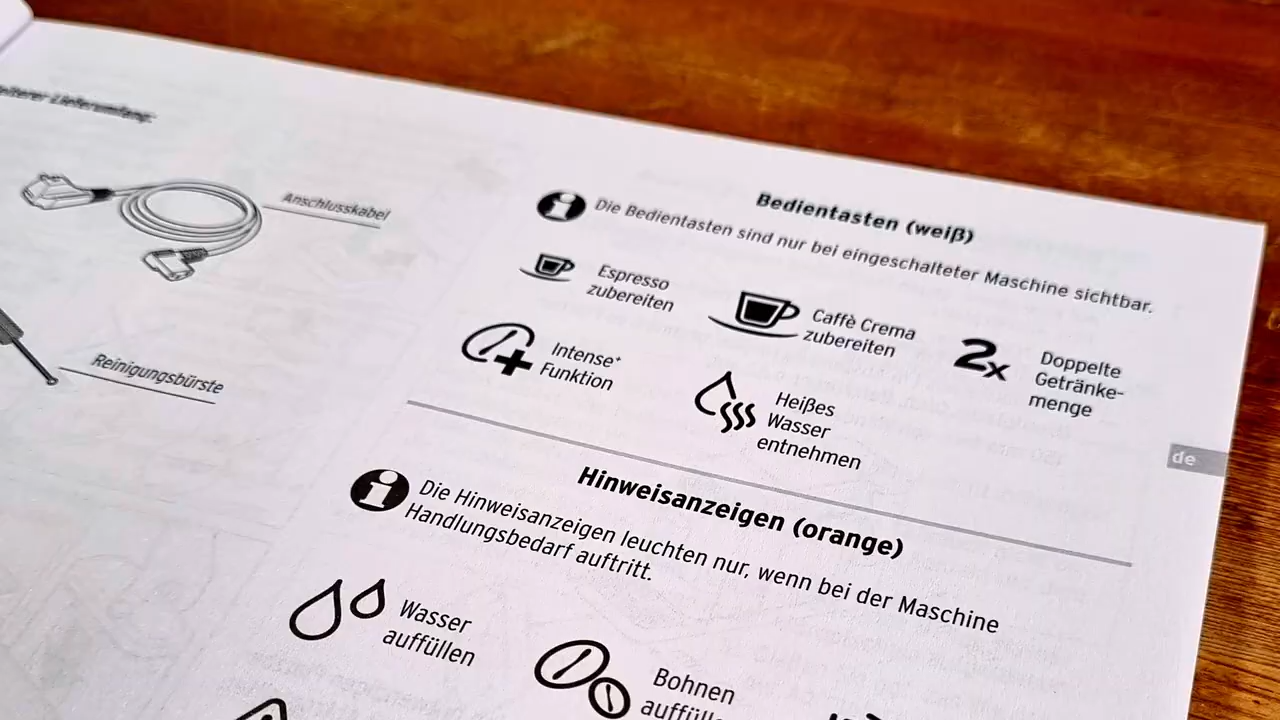 Lieferumfang:
Anschlusskabel
Reinigungsbürste
Bedientasten (weiß)
Die Bedientasten sind nur bei eingeschalteter Maschine sichtbar.
Espresso
zubereiten
Caffè Crema
zubereiten
2x
Doppelte
Getränke-
menge
Intense+
Funktion
Heißes
Wasser
entnehmen
de
Hinweisanzeigen (orange)
Die Hinweisanzeigen leuchten nur, wenn bei der Maschine
Handlungsbedarf auftritt.
Wasser
auffüllen
Bohnen